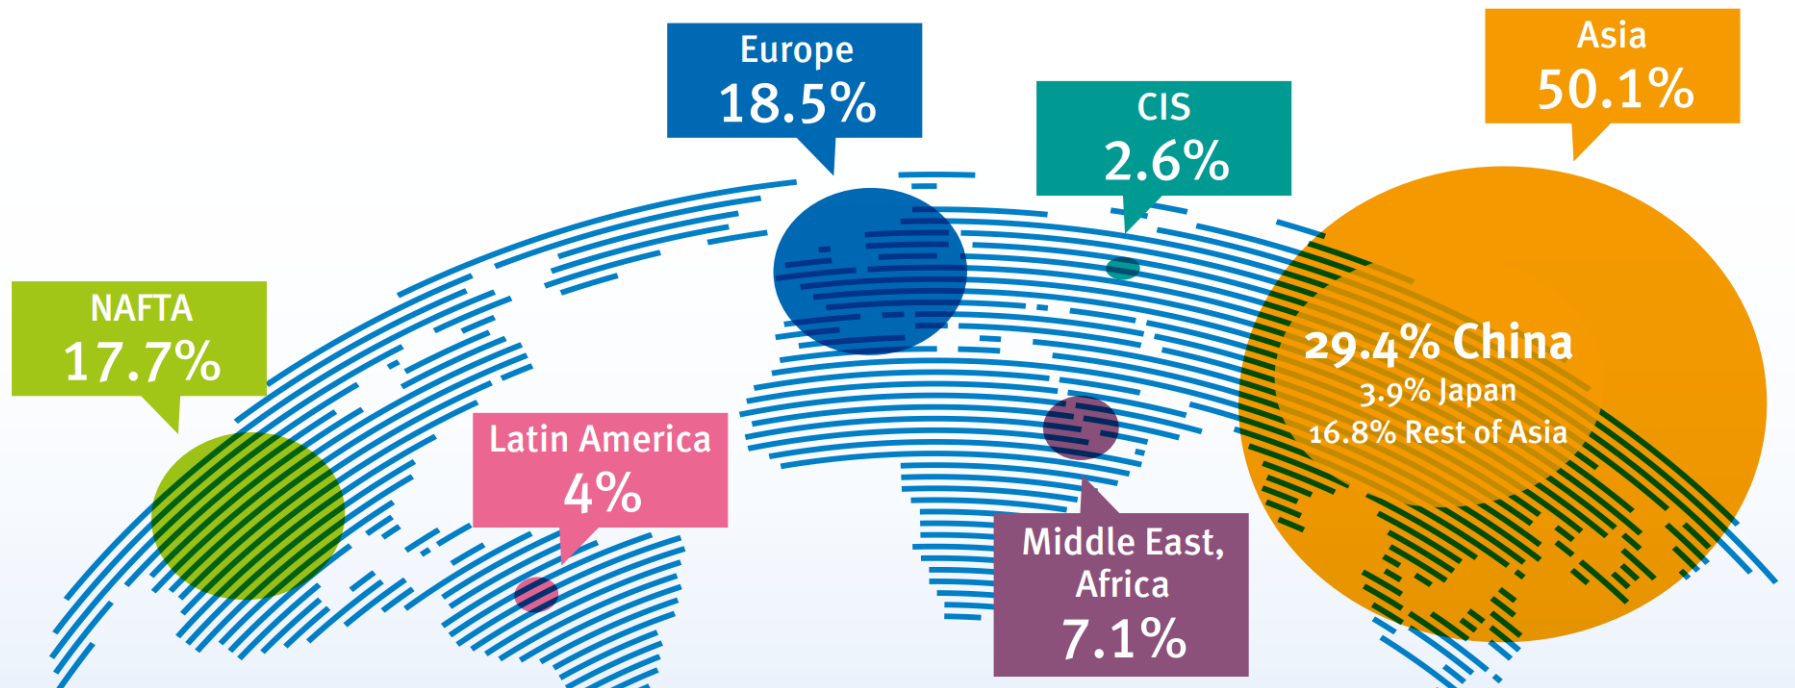 Europe
18.5%
Asia
50.1%
CIS
2.6%
NAFTA
17.7%
29.4% China
3.9% Japan
16.8% Rest of Asia
Latin America
4%
Middle East,
Africa
7.1%